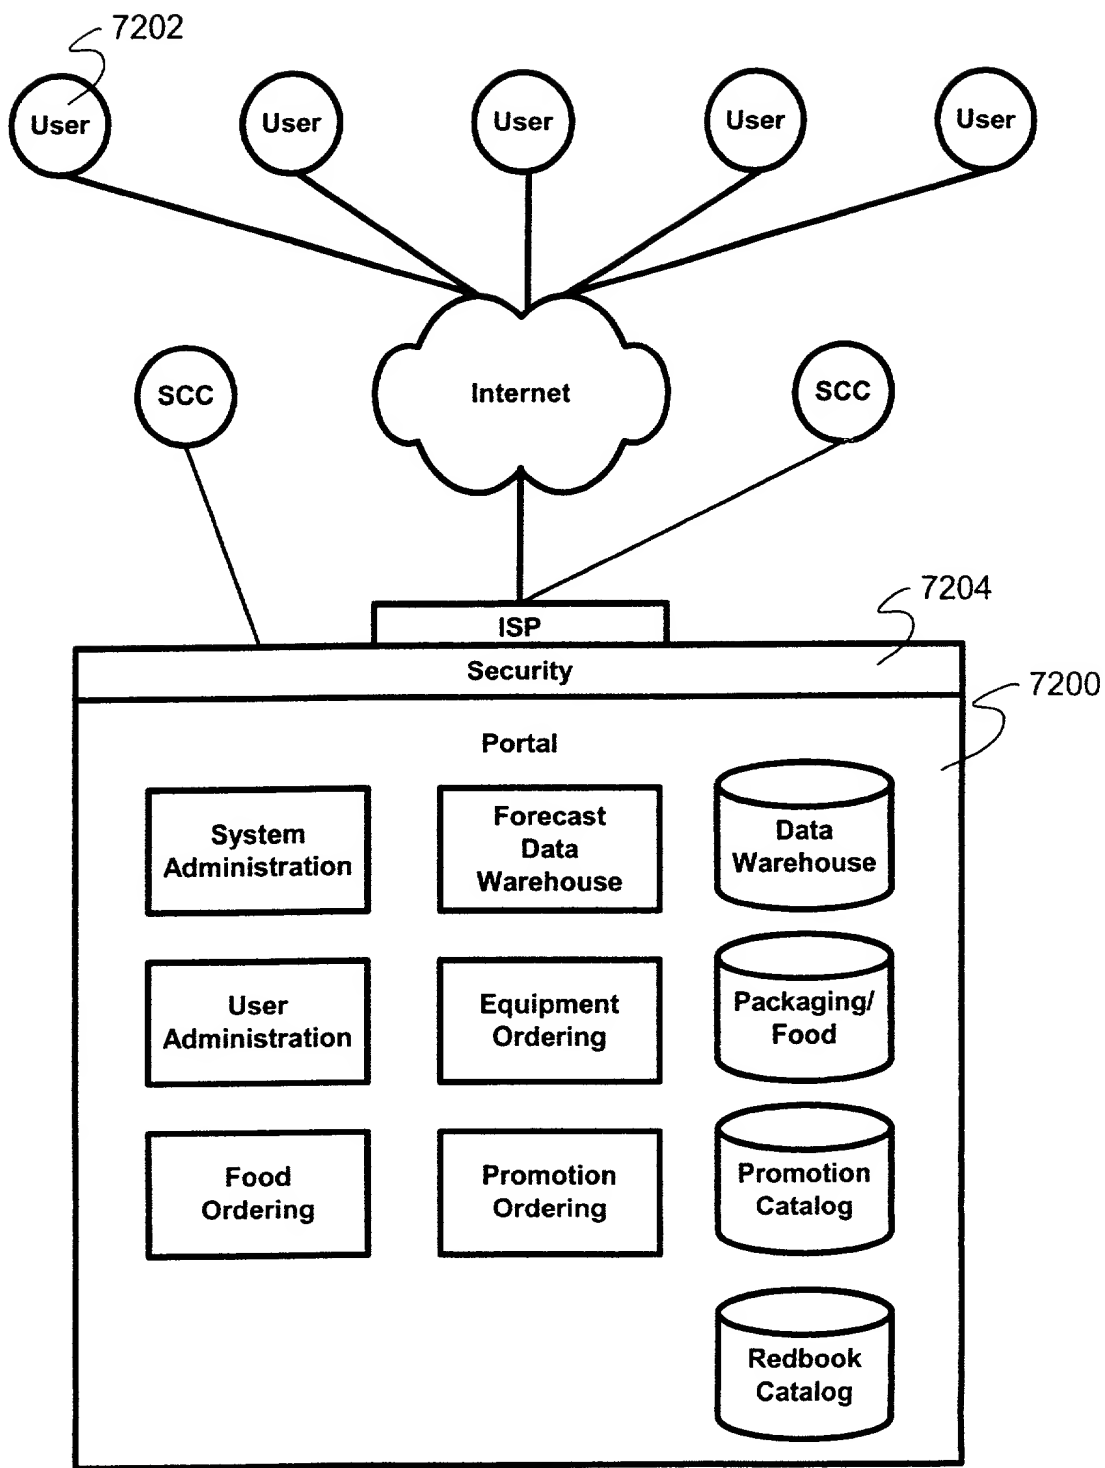 7202
User
User
User
User
User
SCC
Internet
SCC
7204
ISP
Security
7200
Portal
System
Administration
Forecast
Data
Warehouse
Data
Warehouse
User
Administration
Equipment
Ordering
Packaging/
Food
Food
Ordering
Promotion
Ordering
Promotion
Catalog
Redbook
Catalog